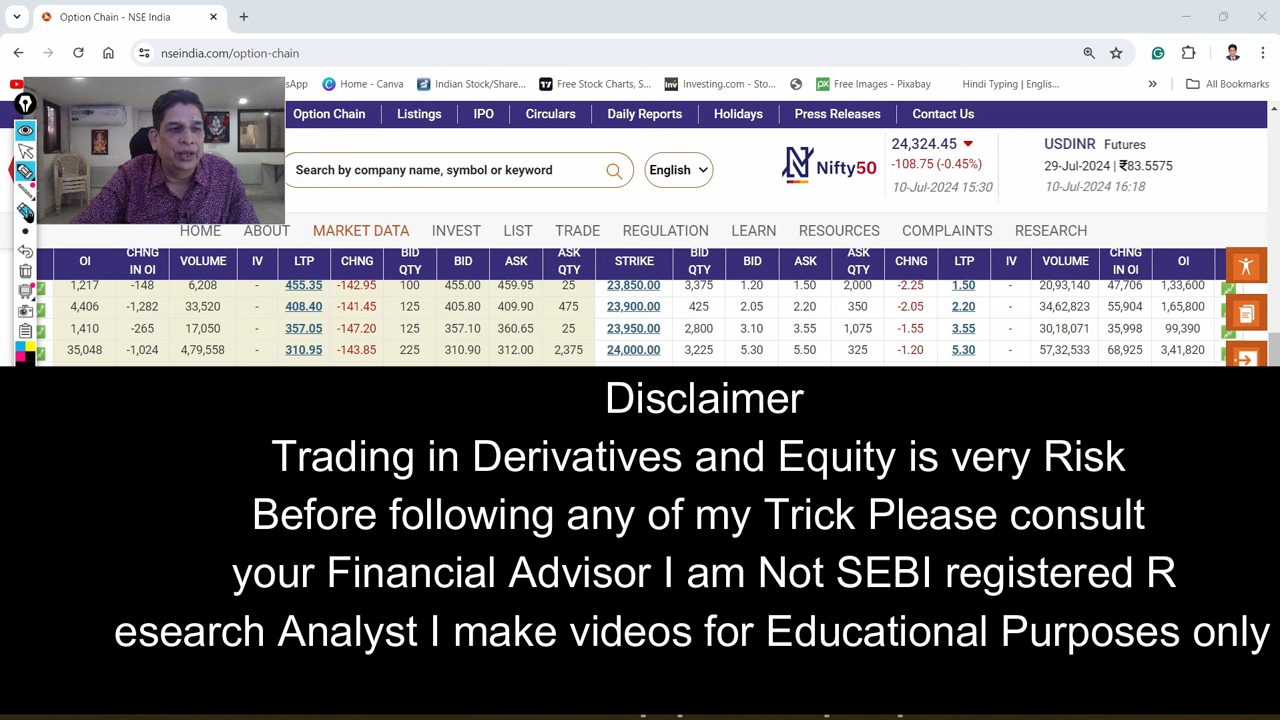 Option Chain - NSE India
nseindia.com/option-chain
sApp Home - Canva Indian Stock/Share... Free Stock Charts, S... Investing.com - Sto... Free Images - Pixabay Hindi Typing | Englis... All Bookmarks
Option Chain Listings IPO Circulars Daily Reports Holidays Press Releases Contact Us
Search by company name, symbol or keyword English
Nifty50
24,324.45
-108.75 (-0.45%)
10-Jul-2024 15:30
USDINR Futures
29-Jul-2024 | ₹83.5575
10-Jul-2024 16:18
HOME ABOUT MARKET DATA INVEST LIST TRADE REGULATION LEARN RESOURCES COMPLAINTS RESEARCH
OI CHNG IN OI VOLUME IV LTP CHNG BID QTY BID ASK ASK QTY STRIKE BID QTY BID ASK ASK QTY CHNG LTP IV VOLUME CHNG IN OI OI
1,217 -148 6,208 - 455.35 -142.95 100 455.00 459.95 25 23,850.00 3,375 1.20 1.50 2,000 -2.25 1.50 - 20,93,140 47,706 1,33,600
4,406 -1,282 33,520 - 408.40 -141.45 125 405.80 409.90 475 23,900.00 425 2.05 2.20 350 -2.05 2.20 - 34,62,823 55,904 1,65,800
1,410 -265 17,050 - 357.05 -147.20 125 357.10 360.65 25 23,950.00 2,800 3.10 3.55 1,075 -1.55 3.55 - 30,18,071 35,998 99,390
35,048 -1,024 4,79,558 - 310.95 -143.85 225 310.90 312.00 2,375 24,000.00 3,225 5.30 5.50 325 -1.20 5.30 - 57,32,533 68,925 3,41,820
Disclaimer
Trading in Derivatives and Equity is very Risk
Before following any of my Trick Please consult
your Financial Advisor I am Not SEBI registered R
esearch Analyst I make videos for Educational Purposes only